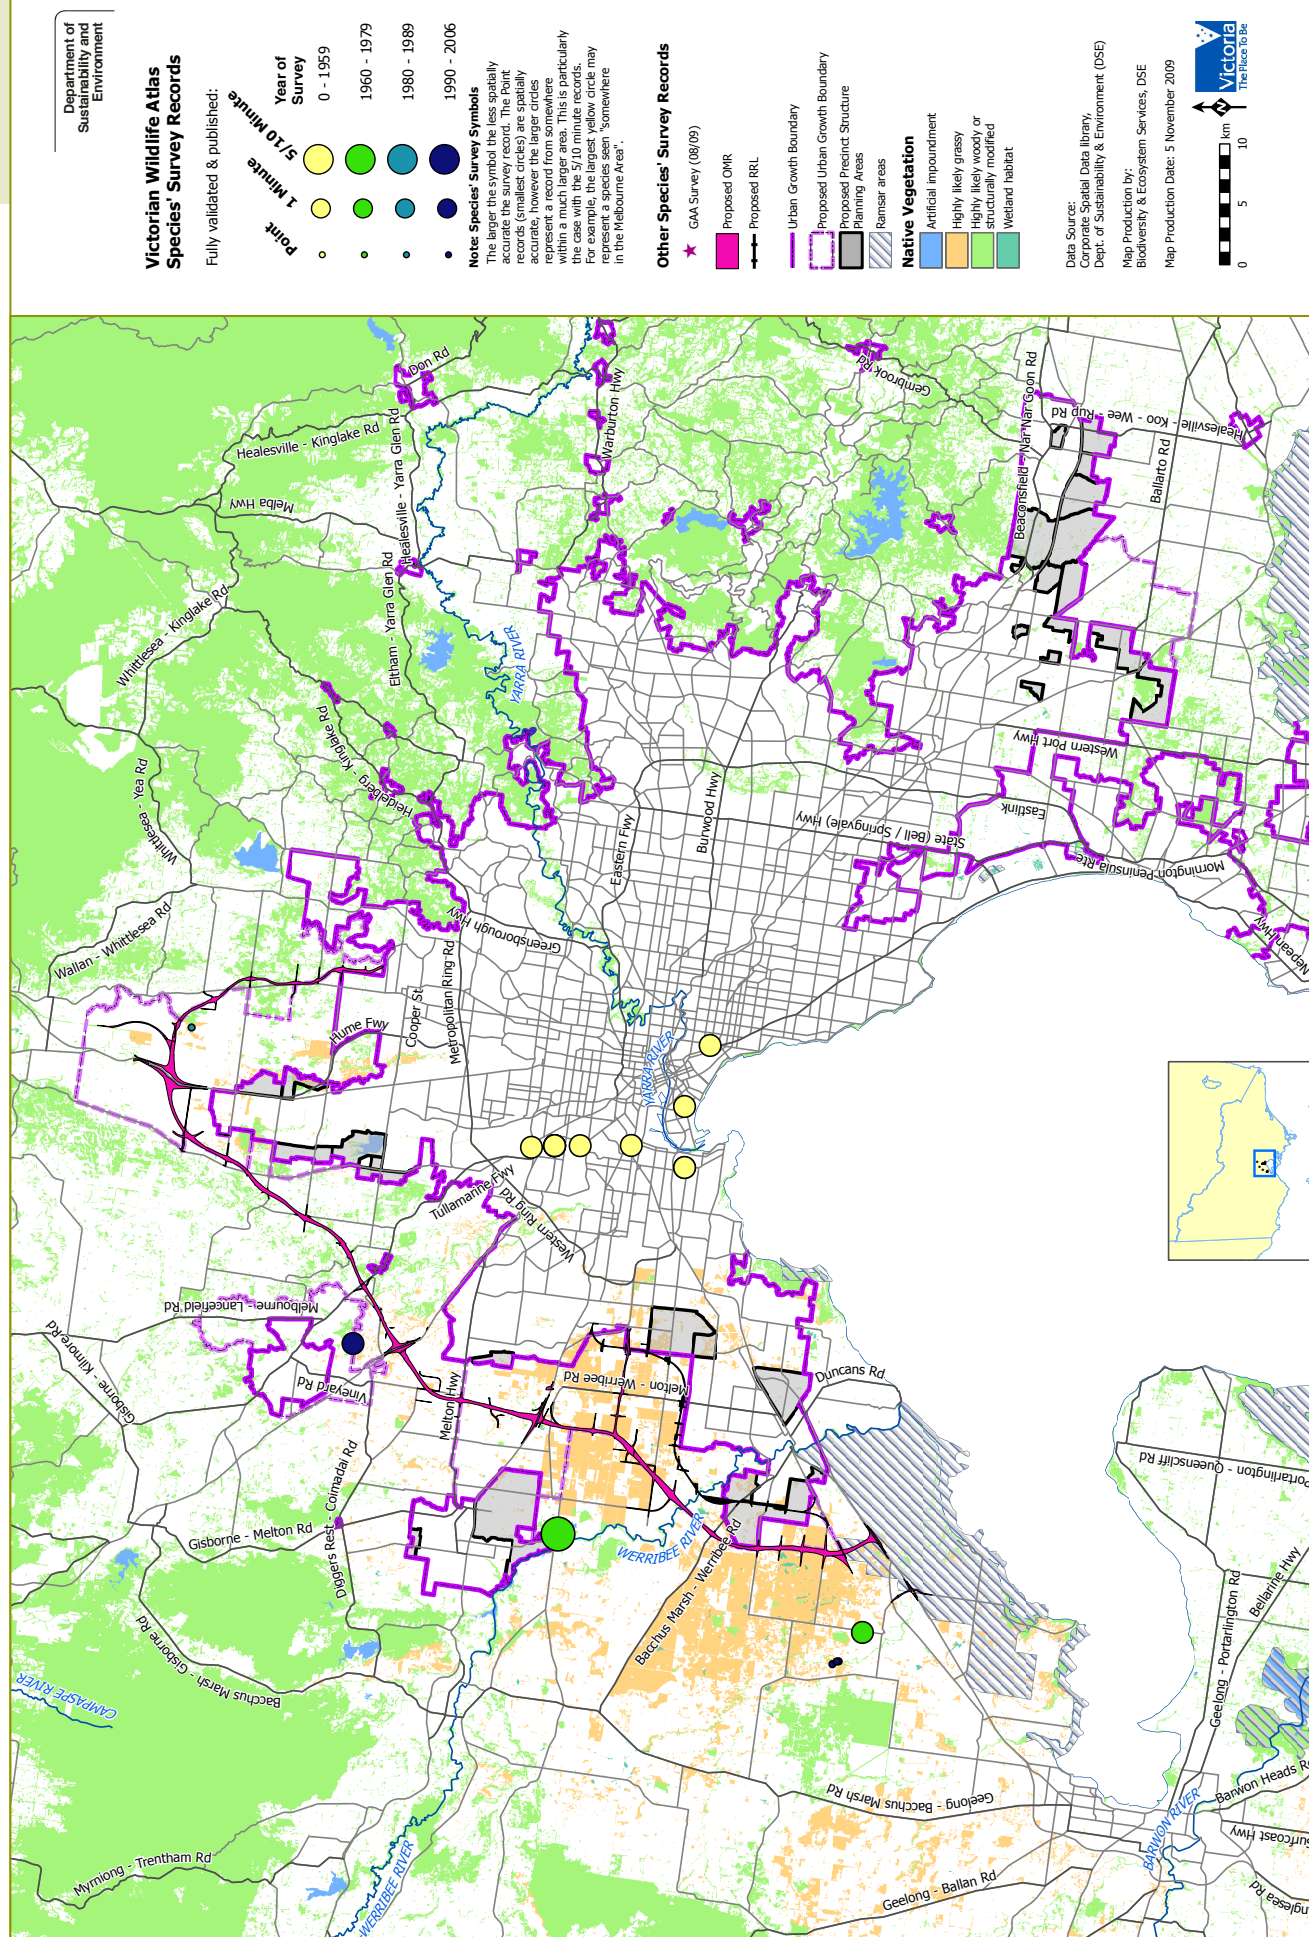 Department of
Sustainability and
Environment
Victorian Wildlife Atlas
Species' Survey Records
Fully validated & published:
Point
1 Minute
5/10 Minute
Year of
Survey
0 - 1959
1960 - 1979
1980 - 1989
1990 - 2006
Note: Species' Survey Symbols
The larger the symbol the less spatially
accurate the survey record. The Point
records (smallest circles) are spatially
accurate, however the larger circles
represent a record from somewhere
within a much larger area. This is particularly
the case with the 5/10 minute records.
For example, the largest yellow circle may
represent a species seen "somewhere
in the Melbourne Area".
Other Species' Survey Records
GAA Survey (08/09)
Proposed OMR
Proposed RRL
Urban Growth Boundary
Proposed Urban Growth Boundary
Proposed Precinct Structure
Planning Areas
Ramsar areas
Native Vegetation
Artificial impoundment
Highly likely grassy
Highly likely woody or
structurally modified
Wetland habitat
Data Source:
Corporate Spatial Data library,
Dept. of Sustainability & Environment (DSE)
Map Production by:
Biodiversity & Ecosystem Services, DSE
Map Production Date: 5 November 2009
0
5
10
km
N
Victoria
The Place To Be
Don Rd
Healesville - Kinglake Rd
Healesville - Yarra Glen Rd
Melba Hwy
Warburton Hwy
Gembrook Rd
Beaconsfield - Nar Nar Goon Rd
Healesville - Koo - Wee - Rup Rd
Ballarto Rd
Whittlesea - Kinglake Rd
Eltham - Yarra Glen Rd
YARRA RIVER
Heidelberg - Kinglake Rd
Whittlesea - Yea Rd
Western Port Hwy
Burwood Hwy
Eastern Fwy
State (Bell / Springvale) Hwy
Eastlink
Mornington Peninsula Rte
Nepean Hwy
Wallan - Whittlesea Rd
Greensborough Hwy
Metropolitan Ring Rd
Cooper St
Hume Fwy
YARRA RIVER
Tullamarine Fwy
Western Ring Rd
Melbourne - Lancefield Rd
Gisborne - Kilmore Rd
Vineyard Rd
Melton Hwy
Melton - Werribee Rd
Duncans Rd
Diggers Rest - Coimadai Rd
Gisborne - Melton Rd
WERRIBEE RIVER
Bacchus Marsh - Werribee Rd
Bacchus Marsh - Gisborne Rd
CAMPASPE RIVER
Portarlington - Queenscliff Rd
Geelong - Portarlington Rd
Bellarine Hwy
Geelong - Bacchus Marsh Rd
Barwon Heads Rd
BARWON RIVER
Surfcoast Hwy
Myrniong - Trentham Rd
WERRIBEE RIVER
Geelong - Ballan Rd
nglesea Rd